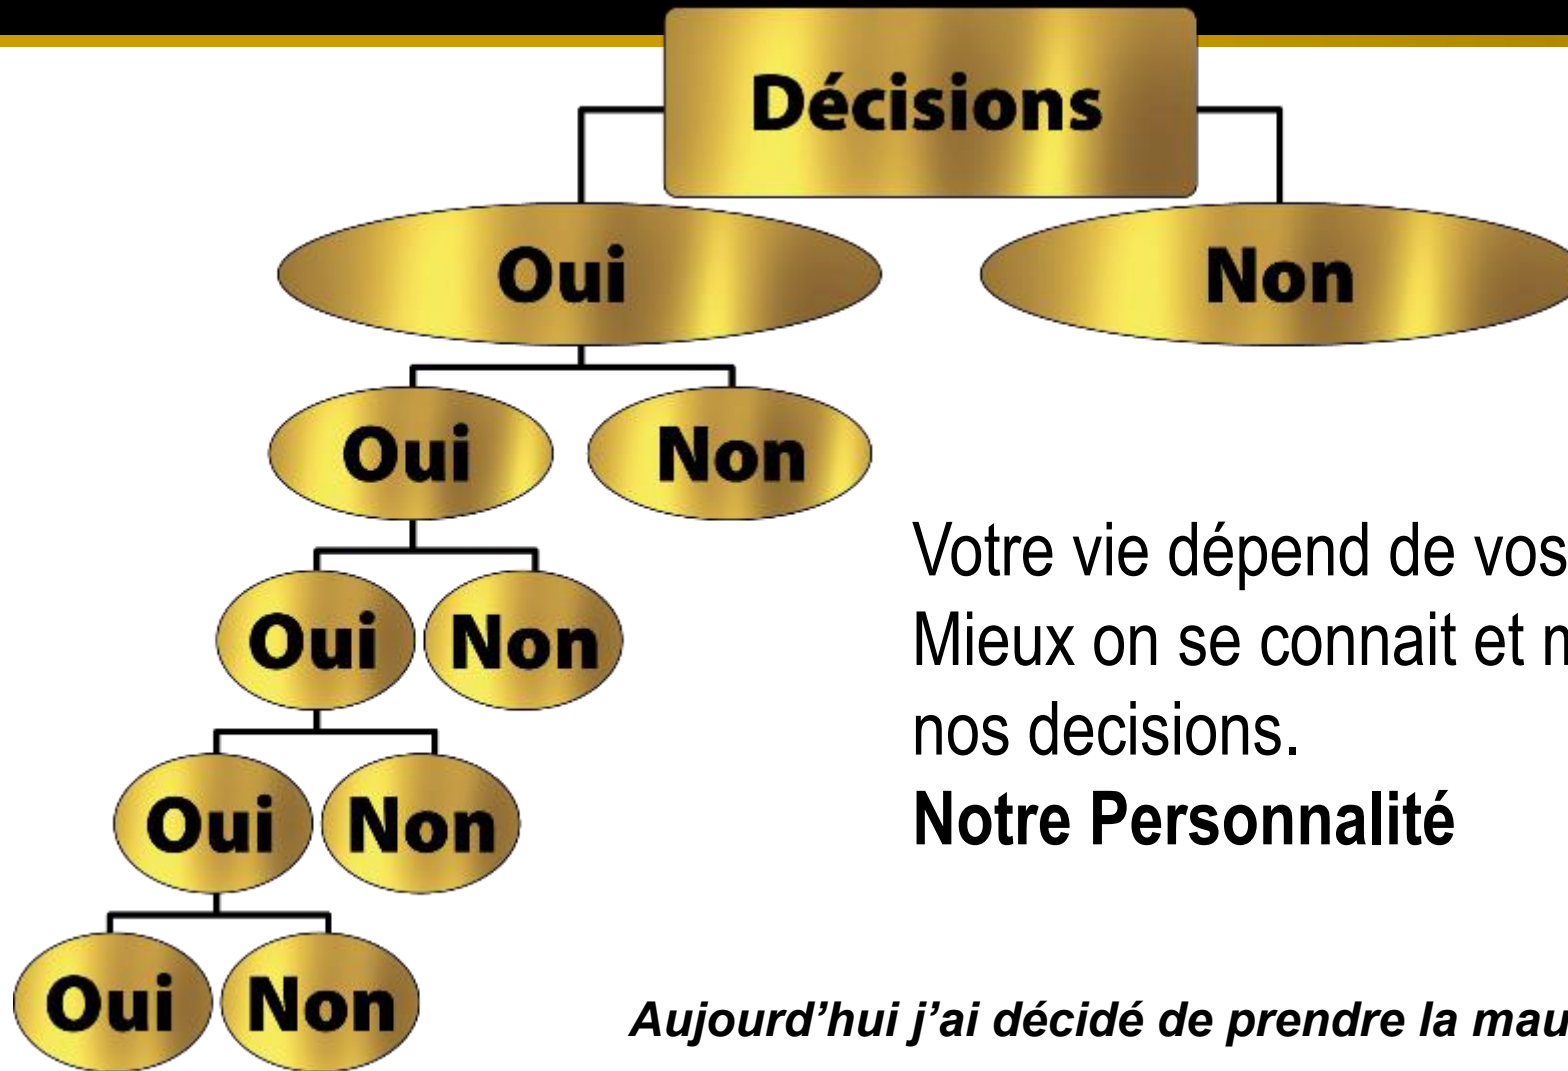 Décisions
Oui Non
Oui Non
Oui Non
Votre vie dépend de vos
Mieux on se connait et
nos decisions.
Notre Personnalité
Oui Non
Oui Non
Aujourd’hui j’ai décidé de prendre la